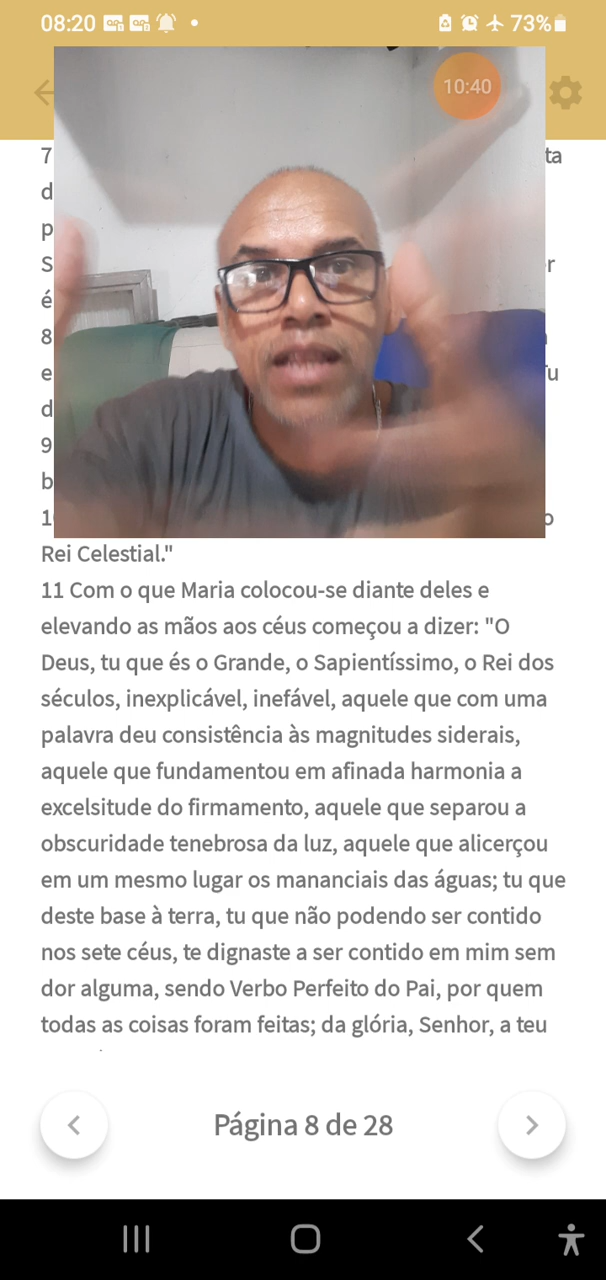 08:20
73%
10:40
7
ta
d
p
S
r
é
8
e
d
9
b
o
Rei Celestial."
11 Com o que Maria colocou-se diante deles e
elevando as mãos aos céus começou a dizer: "O
Deus, tu que és o Grande, o Sapientíssimo, o Rei dos
séculos, inexplicável, inefável, aquele que com uma
palavra deu consistência às magnitudes siderais,
aquele que fundamentou em afinada harmonia a
excelsitude do firmamento, aquele que separou a
obscuridade tenebrosa da luz, aquele que alicerçou
em um mesmo lugar os mananciais das águas; tu que
deste base à terra, tu que não podendo ser contido
nos sete céus, te dignaste a ser contido em mim sem
dor alguma, sendo Verbo Perfeito do Pai, por quem
todas as coisas foram feitas; da glória, Senhor, a teu
Página 8 de 28